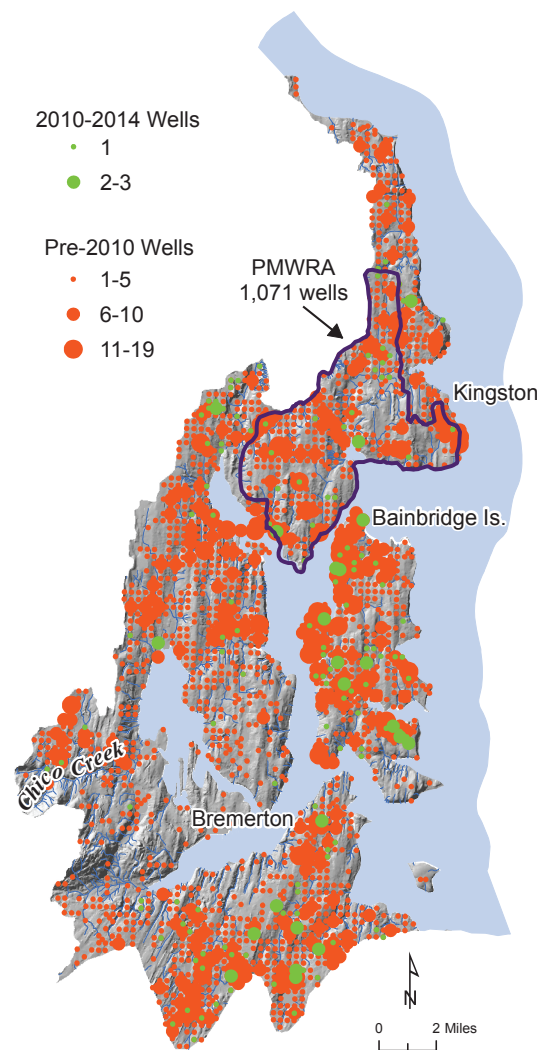 2010-2014 Wells
1
2-3
Pre-2010 Wells
1-5
6-10
11-19
PMWRA
1,071 wells
Kingston
Bainbridge Is.
Chico Creek
Bremerton
N
0 2 Miles